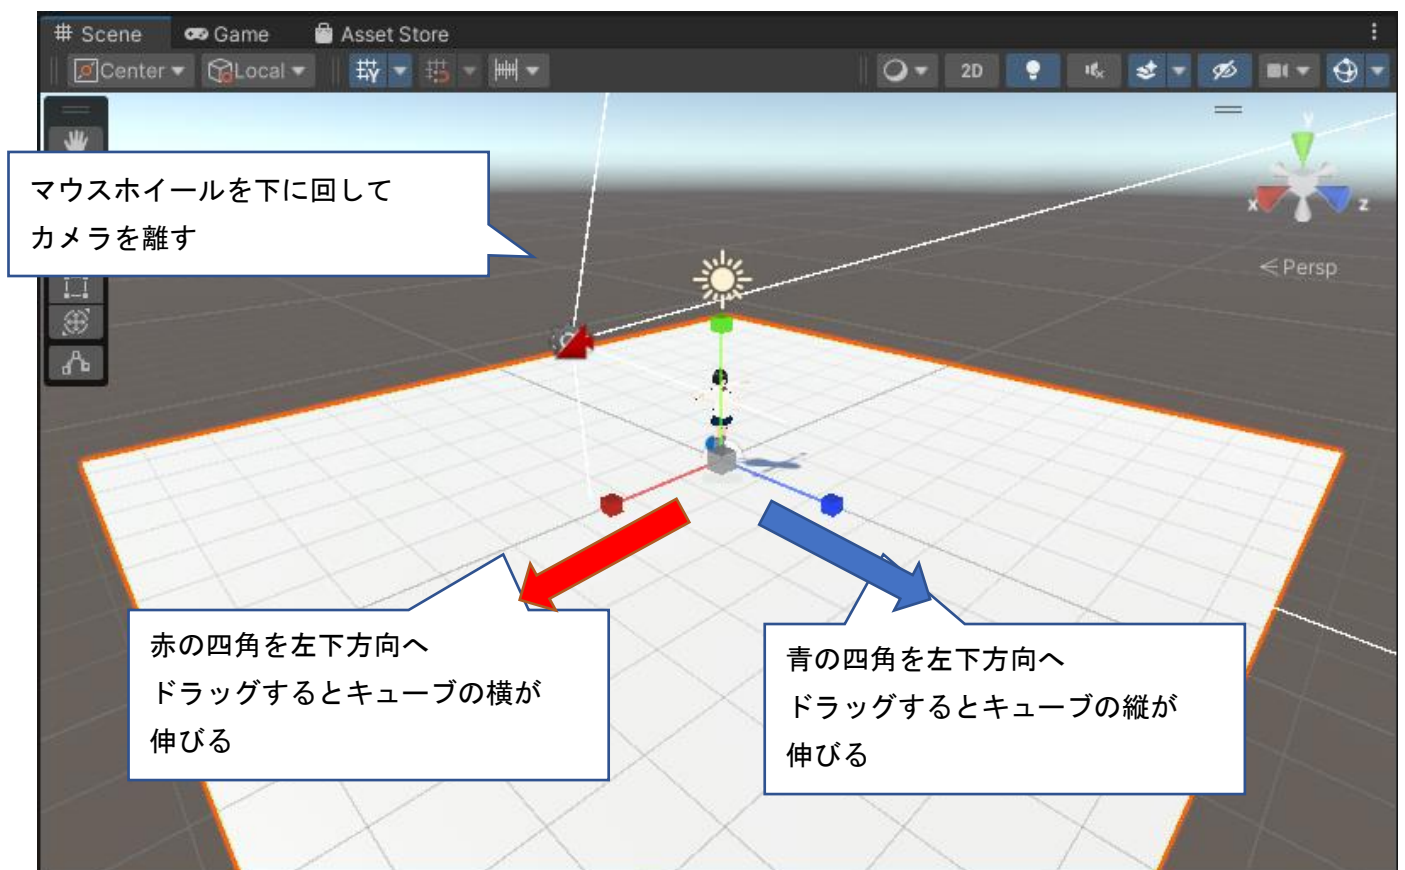 Scene Game Asset Store
Center Local 2D
マウスホイールを下に回して
カメラを離す
y
x z
Persp
赤の四角を左下方向へ
ドラッグするとキューブの横が
伸びる
青の四角を左下方向へ
ドラッグするとキューブの縦が
伸びる